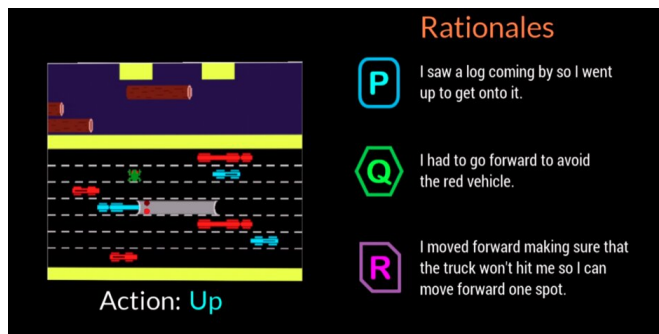 Rationales
P
I saw a log coming by so I went
up to get onto it.
Q
I had to go forward to avoid
the red vehicle.
R
I moved forward making sure that
the truck won't hit me so I can
move forward one spot.
Action: Up